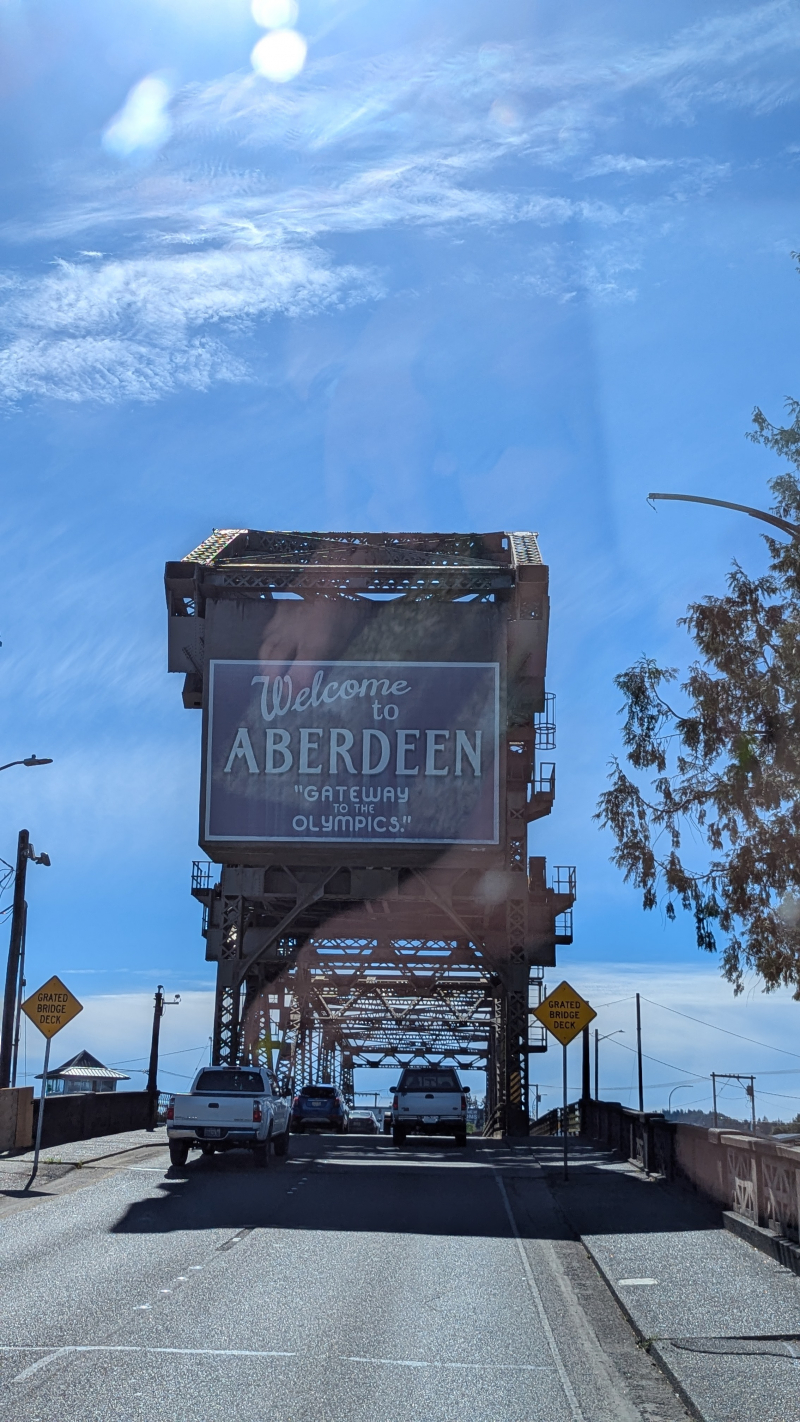 Welcome
to
ABERDEEN
"GATEWAY
TO THE
OLYMPICS."
GRATED
BRIDGE
DECK
GRATED
BRIDGE
DECK